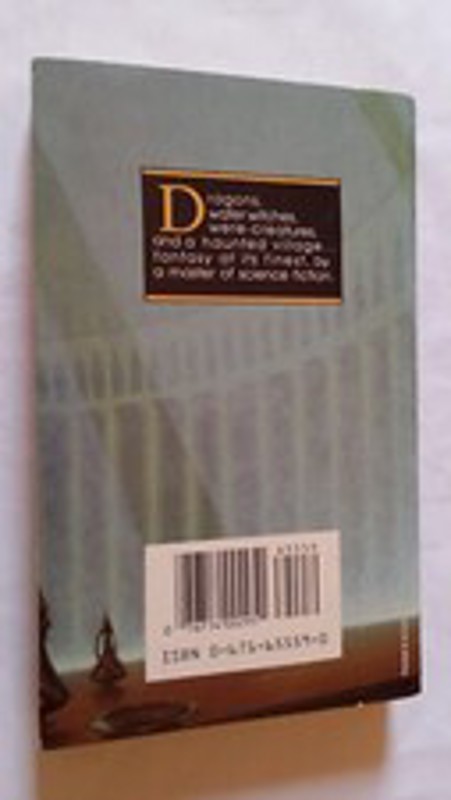 Dragons,
water witches,
were-creatures,
and a haunted village.
fantasy at its finest, by
a master of science fiction.
ISBN 0-671-65559-0